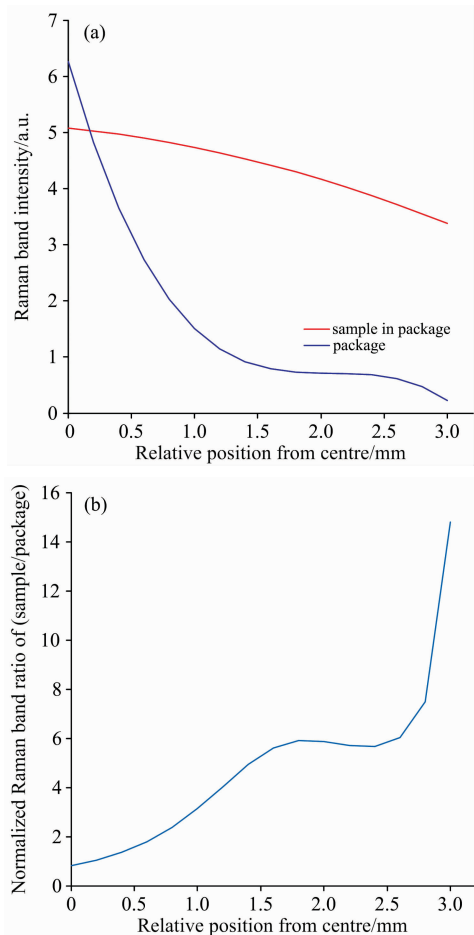 (a)
Raman band intensity/a.u.
7
6
5
4
3
2
1
0
sample in package
package
0 0.5 1.0 1.5 2.0 2.5 3.0
Relative position from centre/mm
(b)
Normalized Raman band ratio of (sample/package)
16
14
12
10
8
6
4
2
0
0 0.5 1.0 1.5 2.0 2.5 3.0
Relative position from centre/mm